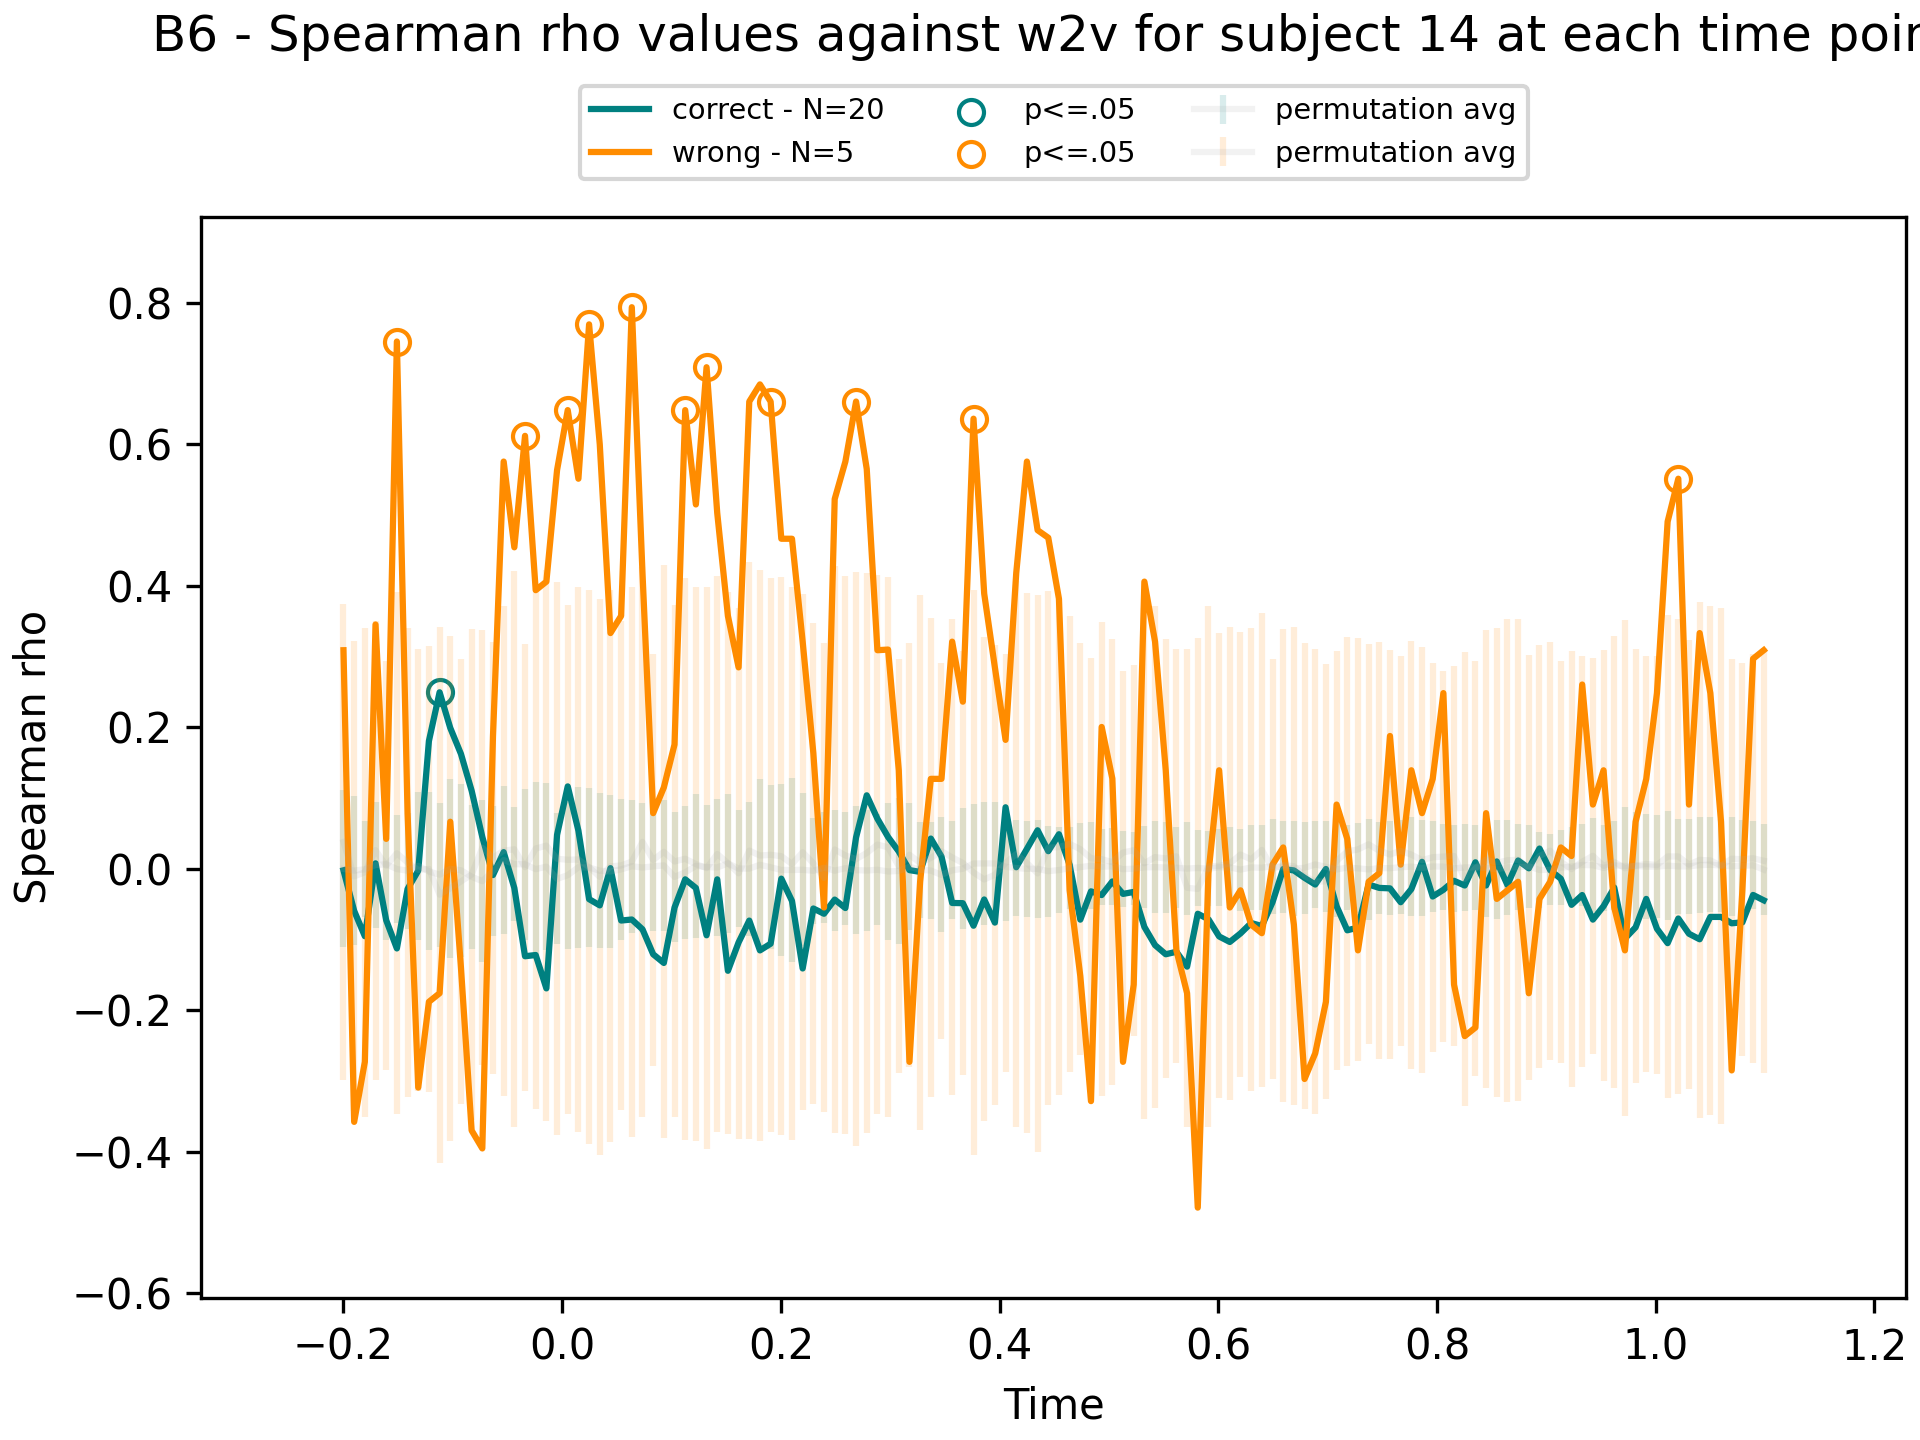 B6 - Spearman rho values against w2v for subject 14 at each time
correct - N=20
wrong - N=5
p<=.05
p<=.05
permutation avg
permutation avg
0.8
0.6
0.4
0.2
0.0
−0.2
−0.4
−0.6
Spearman rho
−0.2 0.0 0.2 0.4 0.6 0.8 1.0 1.2
Time